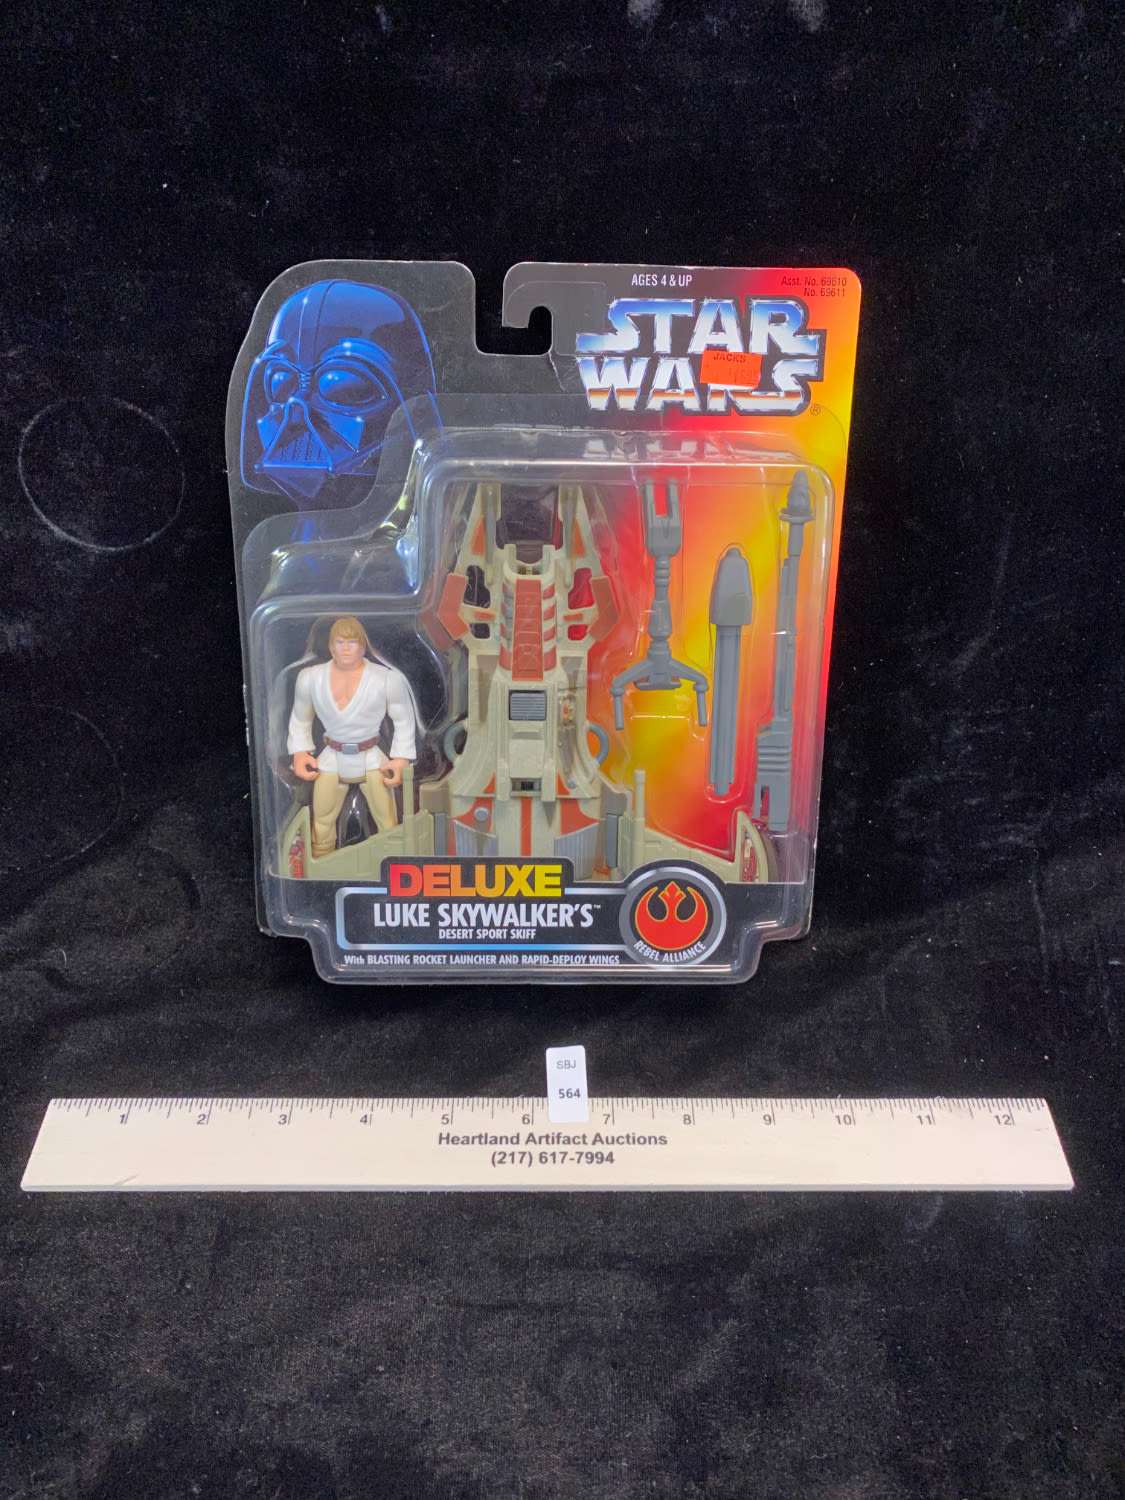 AGES 4 & UP
Asst. No. 69610
No. 69611
STAR
WARS®
JACKS
DELUXE
LUKE SKYWALKER'S™
DESERT SPORT SKIFF
With BLASTING ROCKET LAUNCHER AND RAPID-DEPLOY WINGS
REBEL ALLIANCE
SBJ
564
1 2 3 4 5 6 7 8 9 10 11 12
Heartland Artifact Auctions
(217) 617-7994